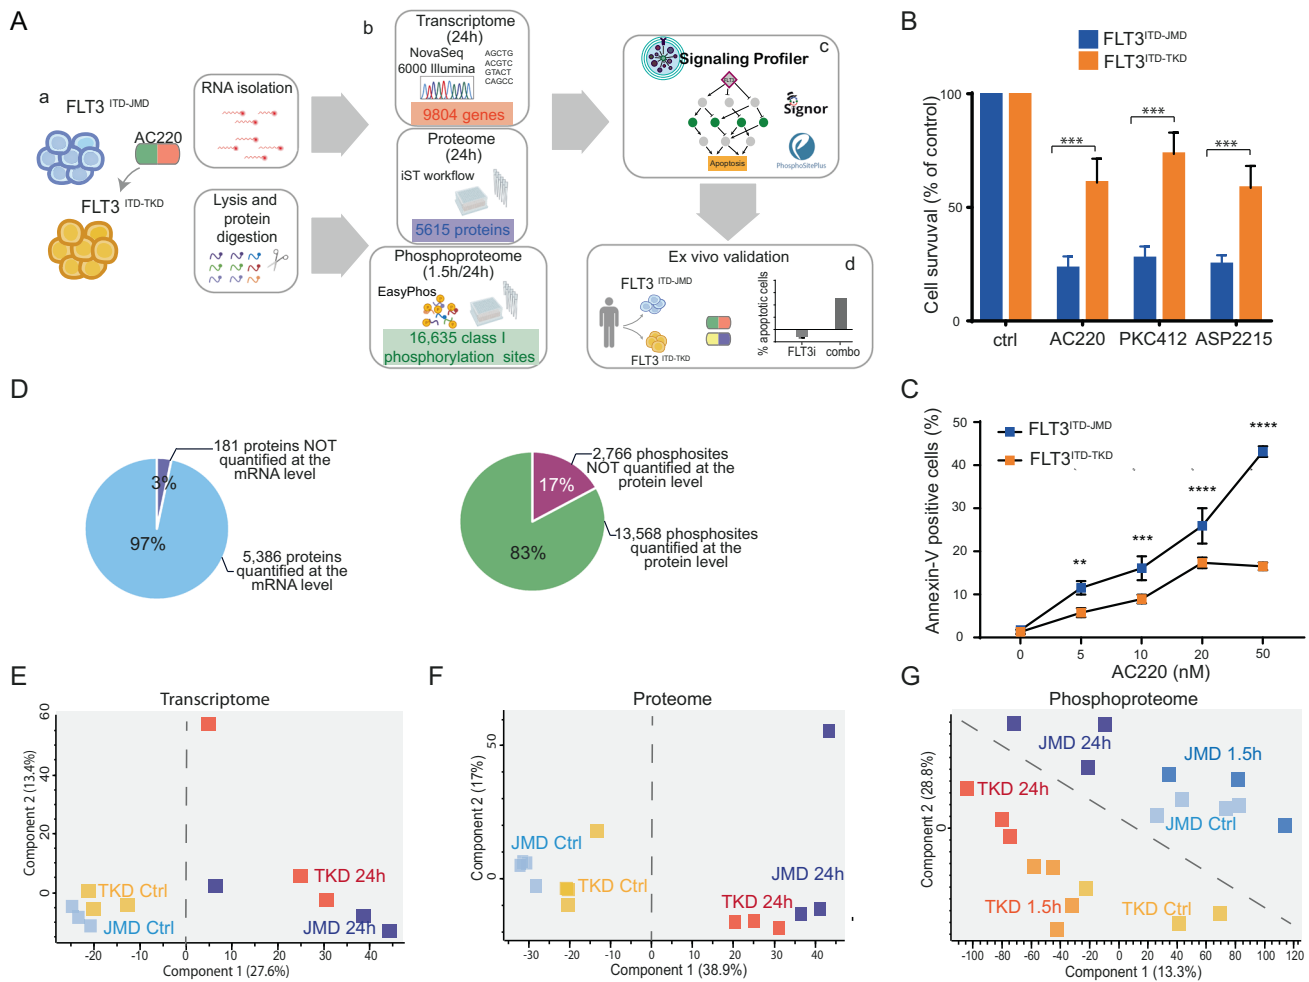 A
a
FLT3 ITD-JMD
AC220
FLT3 ITD-TKD
RNA isolation
Lysis and
protein
digestion
b
Transcriptome
(24h)
NovaSeq
6000 Illumina
AGCTG
ACGTC
GTACT
CAGCC
9804 genes
Proteome
(24h)
iST workflow
5615 proteins
Phosphoproteome
(1.5h/24h)
EasyPhos
16,635 class I
phosphorylation sites
c
Signaling Profiler
FLT3
Apoptosis
Signor
PhosphoSitePlus
Ex vivo validation
d
FLT3 ITD-JMD
FLT3 ITD-TKD
% apoptotic cells
FLT3i combo
B
FLT3ITD-JMD
FLT3ITD-TKD
Cell survuval (% of control)
100
50
0
***
***
***
ctrl AC220 PKC412 ASP2215
C
Annexin-V positive cells (%)
FLT3ITD-JMD
FLT3ITD-TKD
50
40
30
20
10
0
**
***
****
****
0 5 10 20 50
AC220 (nM)
D
181 proteins NOT
quantified at the
mRNA level
3%
97%
5,386 proteins
quantified at the
mRNA level
2,766 phosphosites
NOT quantified at the
protein level
17%
83%
13,568 phosphosites
quantified at the
protein level
E
Transcriptome
Component 2 (13.4%)
60
40
20
0
TKD Ctrl
JMD Ctrl
TKD 24h
JMD 24h
-20 0 10 20 30 40
Component 1 (27.6%)
F
Proteome
Component 2 (17%)
50
0
JMD Ctrl
TKD Ctrl
JMD 24h
TKD 24h
-30 -20 0 10 20 30 40
Component 1 (38.9%)
G
Phosphoproteome
Component 2 (28.8%)
0
JMD 24h
JMD 1.5h
TKD 24h
JMD Ctrl
TKD 1.5h
TKD Ctrl
-100 -80 -60 -40 -20 0 20 40 60 80 100 120
Component 1 (13.3%)